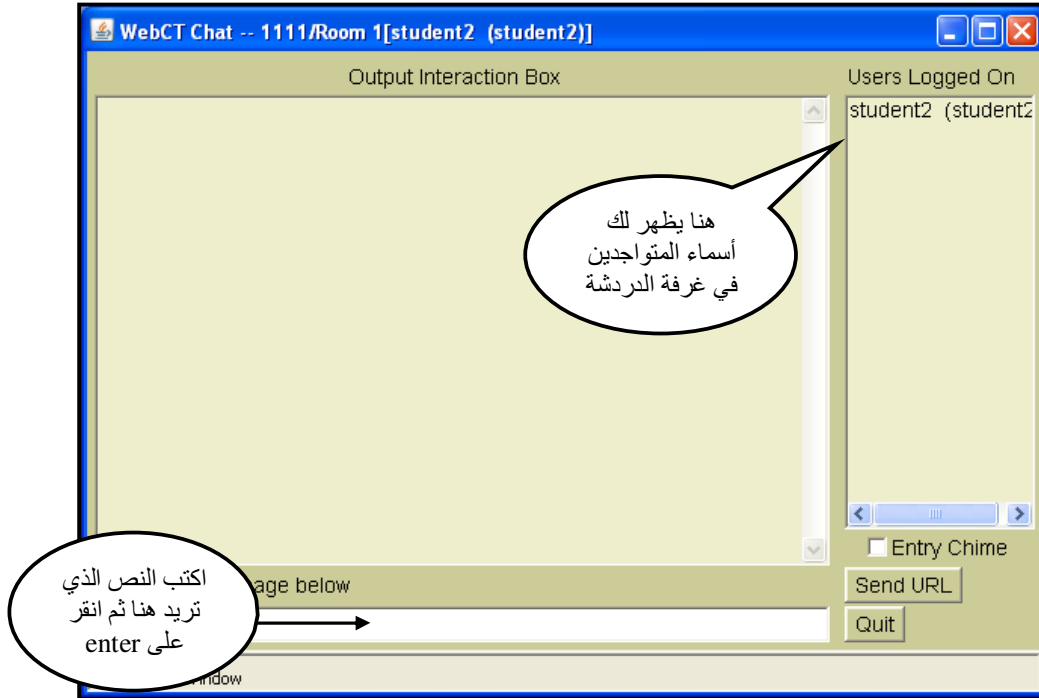 WebCT Chat -- 1111/Room 1[student2 (student2)]
Output Interaction Box
Users Logged On
student2 (student2
هنا يظهر لك
أسماء المتواجدين
في غرفة الدردشة
Entry Chime
اكتب النص الذي
تريد هنا ثم انقر
على enter
below
Send URL
Quit